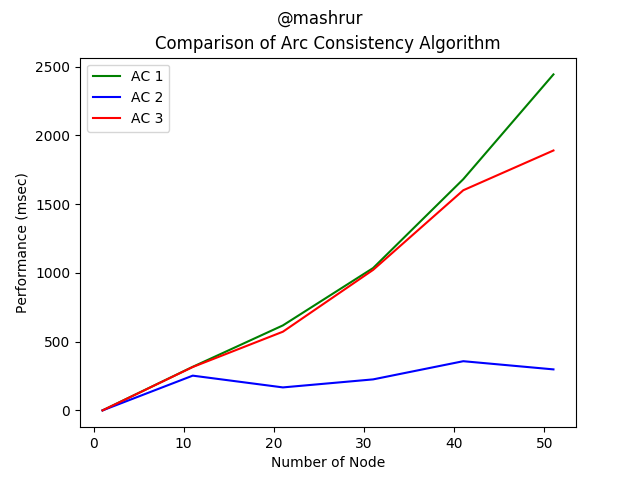 @mashrur
Comparison of Arc Consistency Algorithm
AC 1
AC 2
AC 3
2500
2000
1500
1000
500
0
Performance (msec)
0 10 20 30 40 50
Number of Node